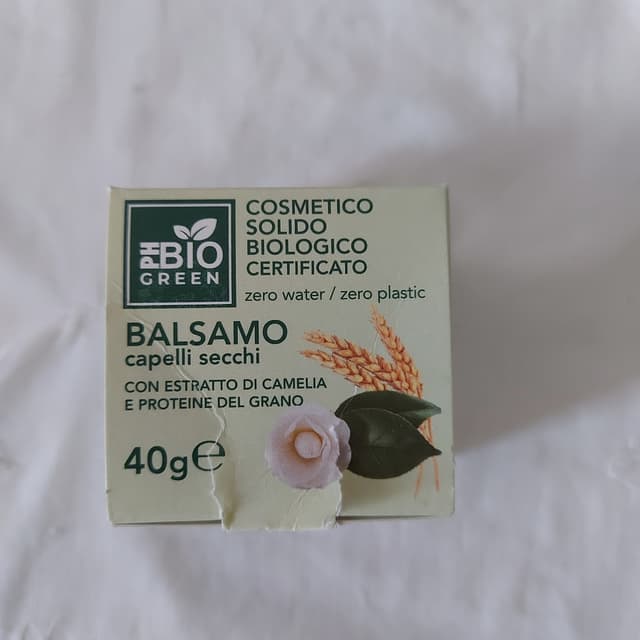 PH BIO
GREEN
COSMETICO
SOLIDO
BIOLOGICO
CERTIFICATO
zero water / zero plastic
BALSAMO
capelli secchi
CON ESTRATTO DI CAMELIA
E PROTEINE DEL GRANO
40g℮